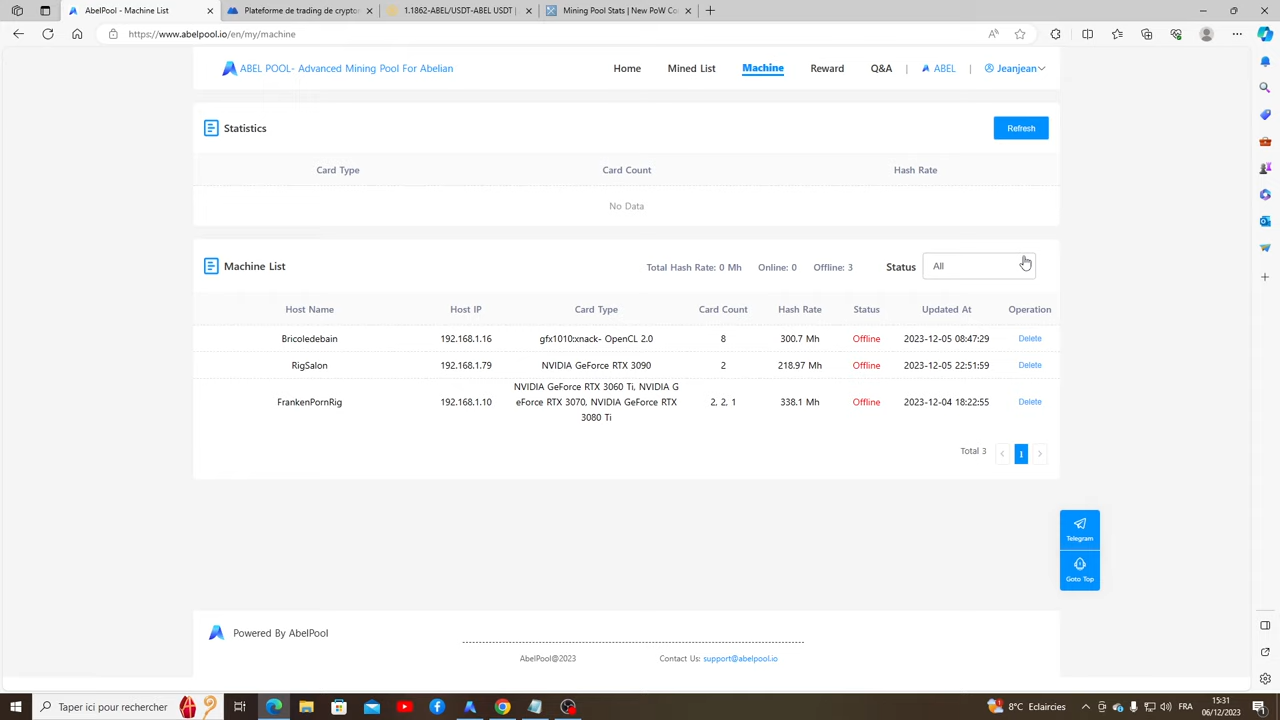 AbelPool - Machine List
Plateforme de trading de crypto
1.1862-ABEL/USDT-ABEL USDT |
Mining Pool Stats | New PoW Co
https://www.abelpool.io/en/my/machine
ABEL POOL- Advanced Mining Pool For Abelian
Home Mined List Machine Reward Q&A | ABEL | Jeanjean
Statistics
Refresh
Card Type Card Count Hash Rate
No Data
Machine List
Total Hash Rate: 0 Mh Online: 0 Offline: 3 Status All
Host Name Host IP Card Type Card Count Hash Rate Status Updated At Operation
Bricoledebain 192.168.1.16 gfx1010:xnack- OpenCL 2.0 8 300.7 Mh Offline 2023-12-05 08:47:29 Delete
RigSalon 192.168.1.79 NVIDIA GeForce RTX 3090 2 218.97 Mh Offline 2023-12-05 22:51:59 Delete
NVIDIA GeForce RTX 3060 Ti, NVIDIA G
FrankenPornRig 192.168.1.10 eForce RTX 3070, NVIDIA GeForce RTX 2, 2, 1 338.1 Mh Offline 2023-12-04 18:22:55 Delete
3080 Ti
Total 3 1
Telegram
Goto Top
Powered By AbelPool
AbelPool@2023 Contact Us: support@abelpool.io
Taper ici pour rechercher
8°C Eclaircies
FRA
15:31
06/12/2023